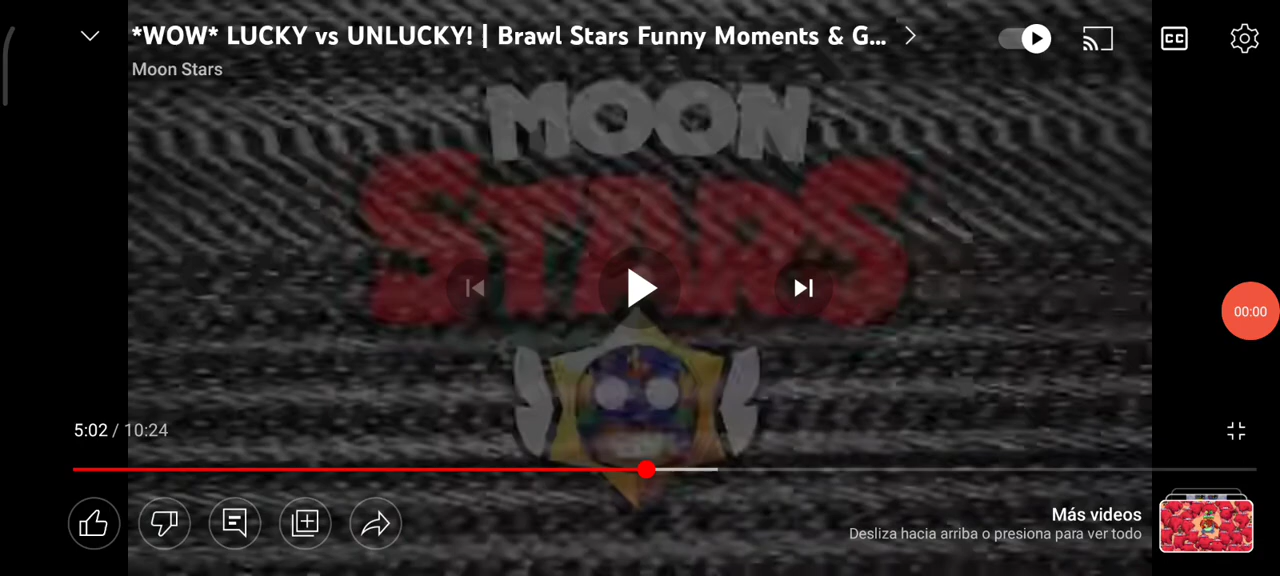 *WOW* LUCKY vs UNLUCKY! | Brawl Stars Funny Moments & G...
Moon Stars
CC
MOON
STARS
00:00
5:02 / 10:24
Más videos
Desliza hacia arriba o presiona para ver todo